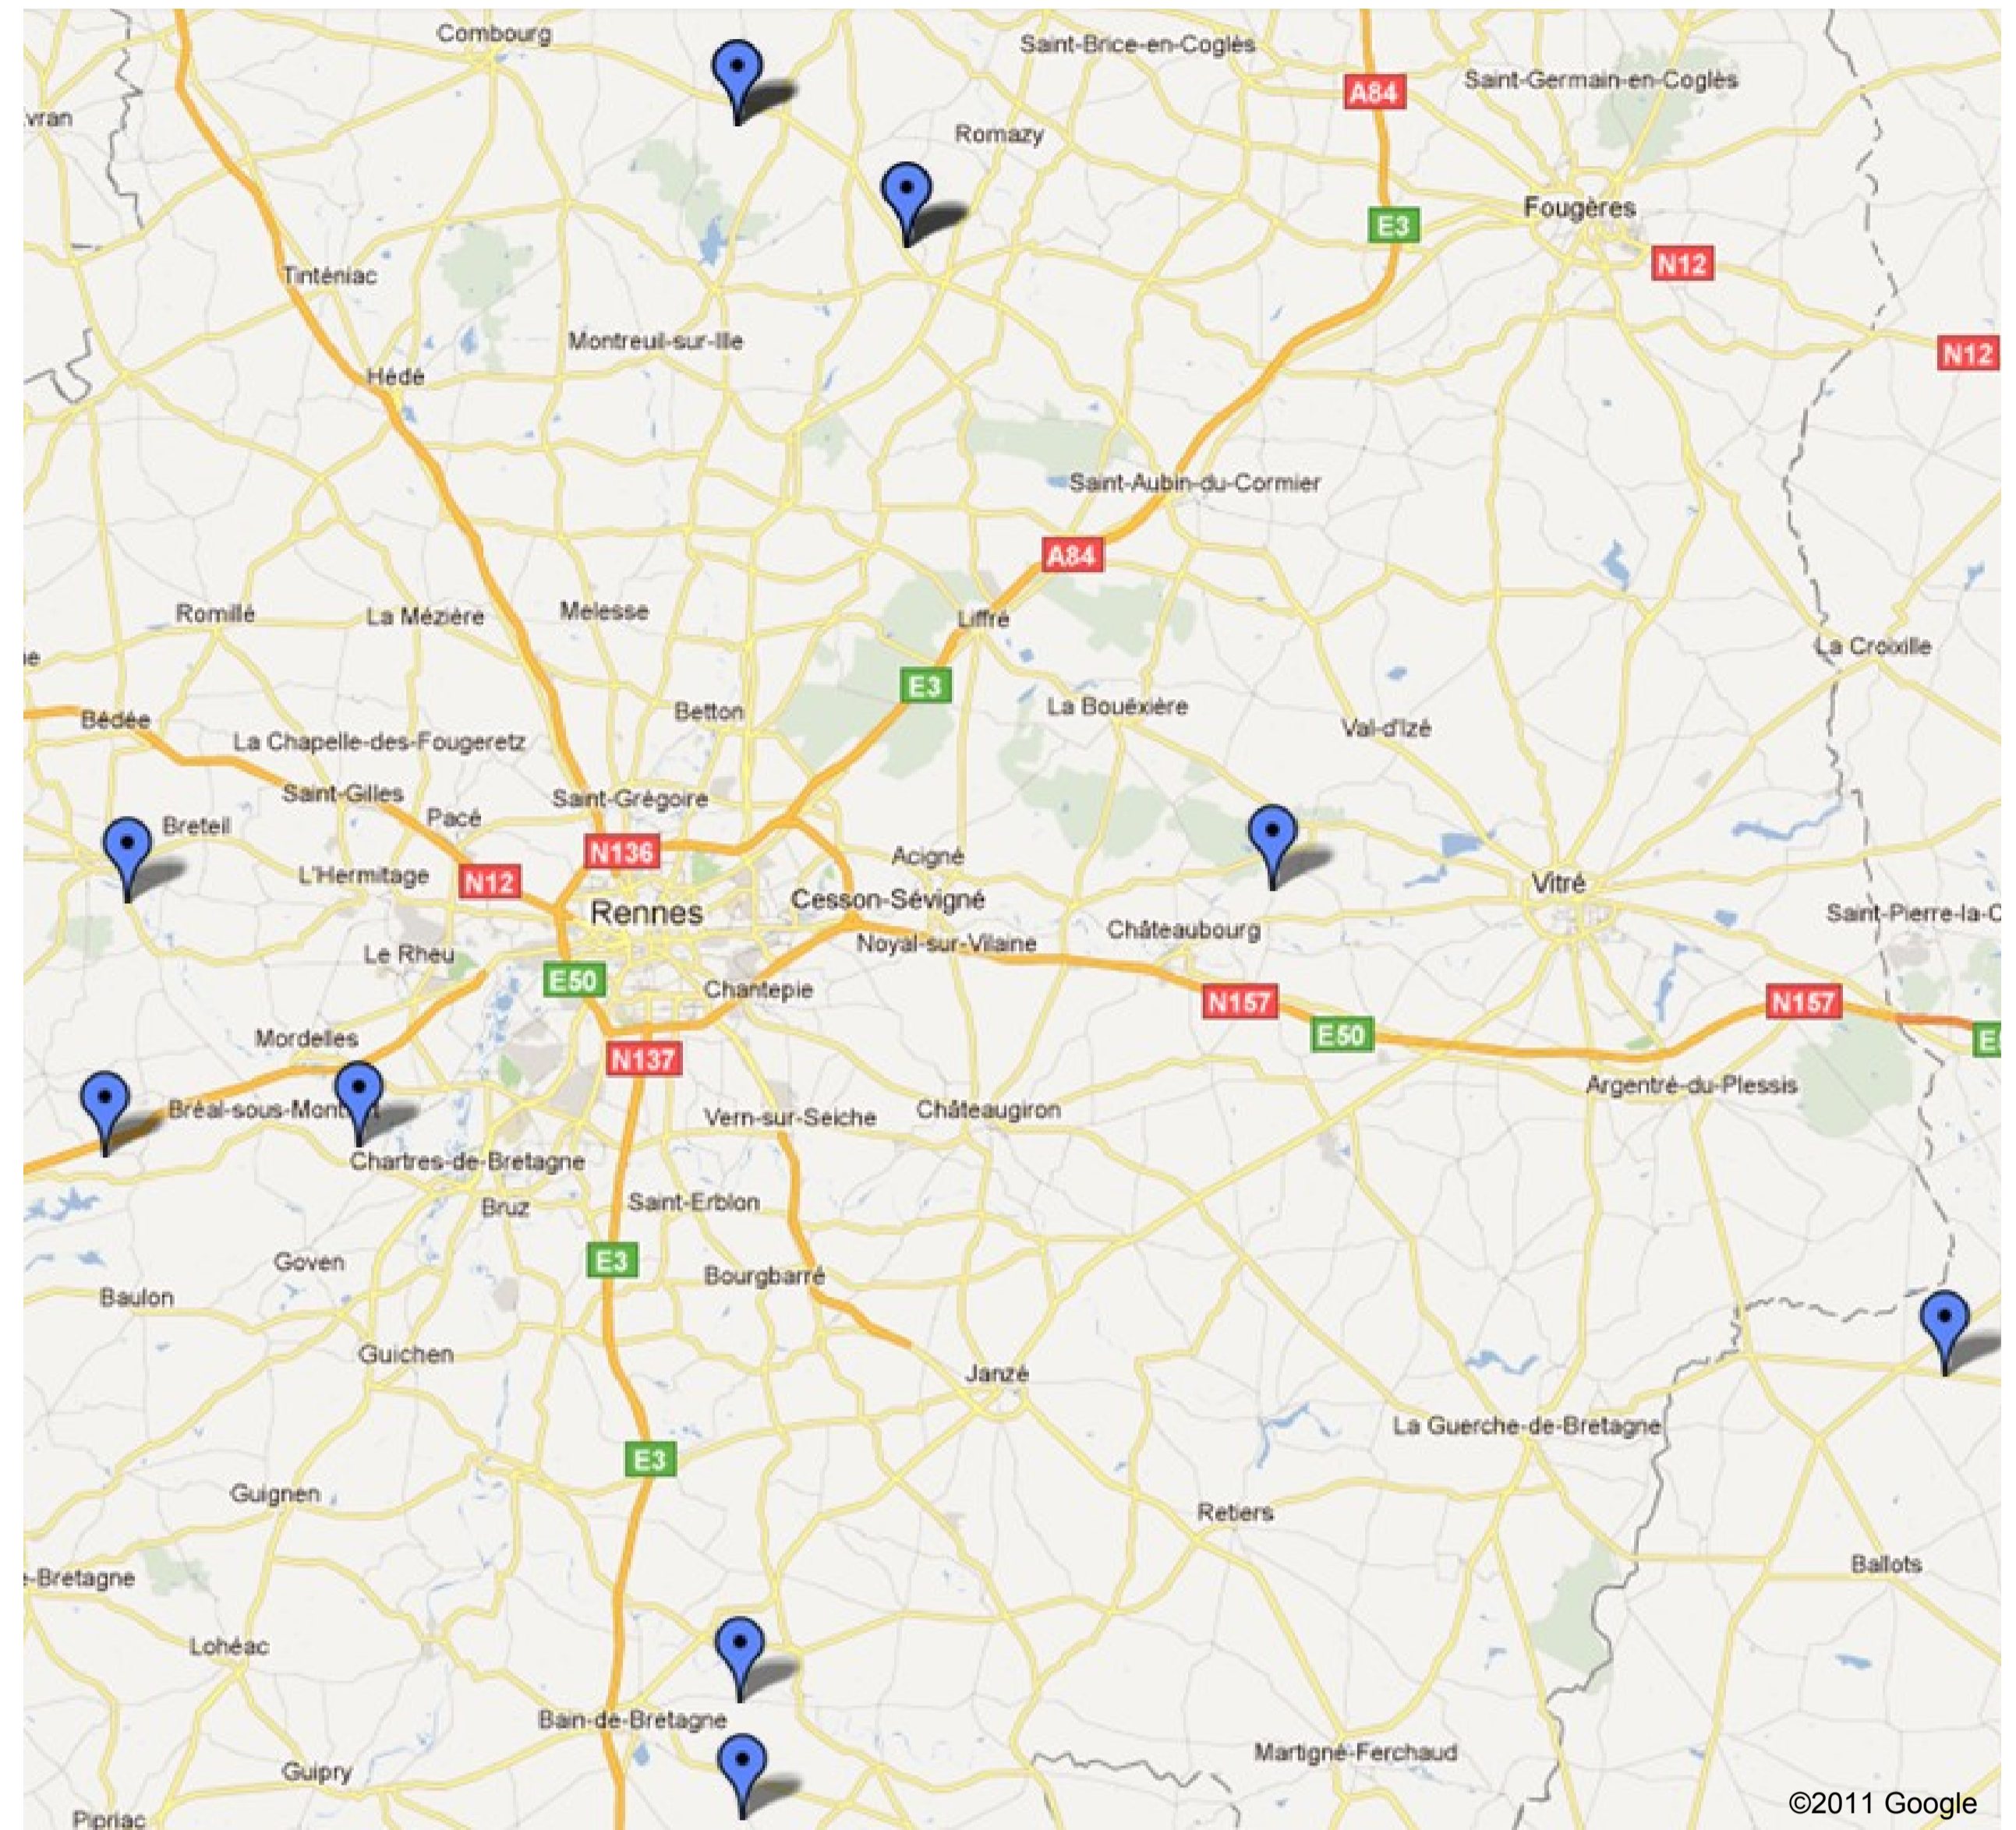 Combourg
Saint-Brice-en-Coglès
Saint-Germain-en-Coglès
A84
vran
Romazy
Fougères
E3
N12
Tinténiac
Montreuil-sur-Ille
N12
Hédé
Saint-Aubin-du-Cormier
A84
Romillé
La Mézière
Melesse
Liffré
La Croixille
E3
Bédée
Betton
La Bouëxière
Val-d'Izé
La Chapelle-des-Fougeretz
Saint-Gilles
Saint-Grégoire
Pacé
Breteil
N136
Acigné
L'Hermitage
N12
Vitré
Cesson-Sévigné
Rennes
Saint-Pierre-la-C
Châteaubourg
Noyal-sur-Vilaine
Le Rheu
E50
Chantepie
N157
N157
E50
Mordelles
N137
Argentré-du-Plessis
Bréal-sous-Mont
Vern-sur-Seiche
Châteaugiron
Chartres-de-Bretagne
Bruz
Saint-Erblon
Goven
E3
Bourgbarré
Baulon
Guichen
Janzé
La Guerche-de-Bretagne
E3
Guignen
Retiers
Ballots
-Bretagne
Lohéac
Bain-de-Bretagne
Martigné-Ferchaud
Guipry
Pipriac
©2011 Google